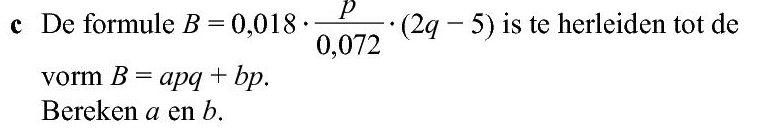 c De formule B = 0,018 · p/0,072 · (2q − 5) is te herleiden tot de
vorm B = apq + bp.
Bereken a en b.